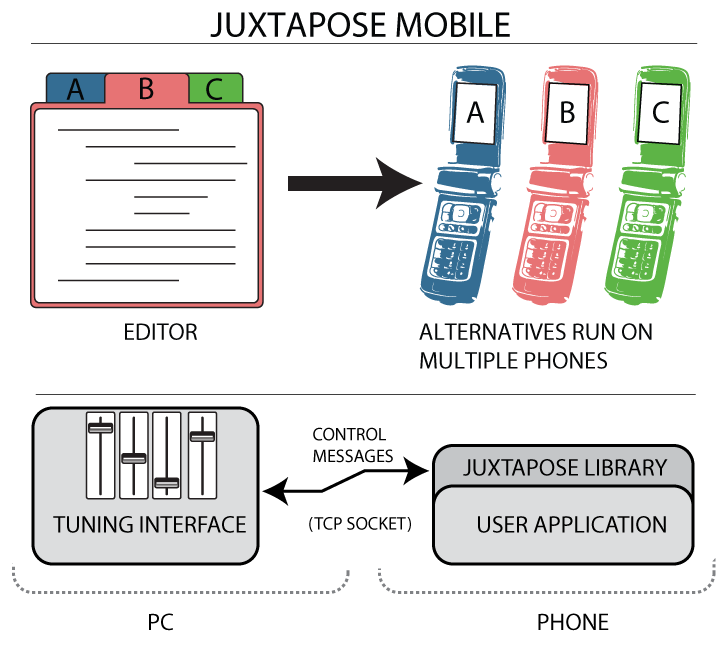 JUXTAPOSE MOBILE
A B C
A B C
EDITOR
ALTERNATIVES RUN ON
MULTIPLE PHONES
CONTROL
MESSAGES
(TCP SOCKET)
TUNING INTERFACE
JUXTAPOSE LIBRARY
USER APPLICATION
PC
PHONE